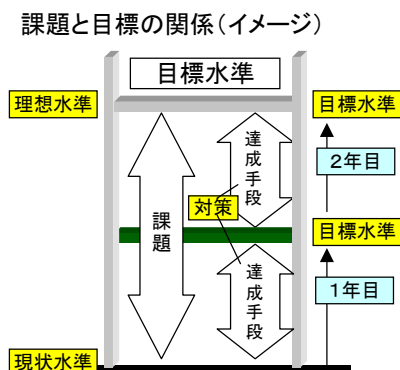 課題と目標の関係（イメージ）
目標水準
理想水準
目標水準
達成手段
2年目
課題
対策
目標水準
達成手段
1年目
現状水準